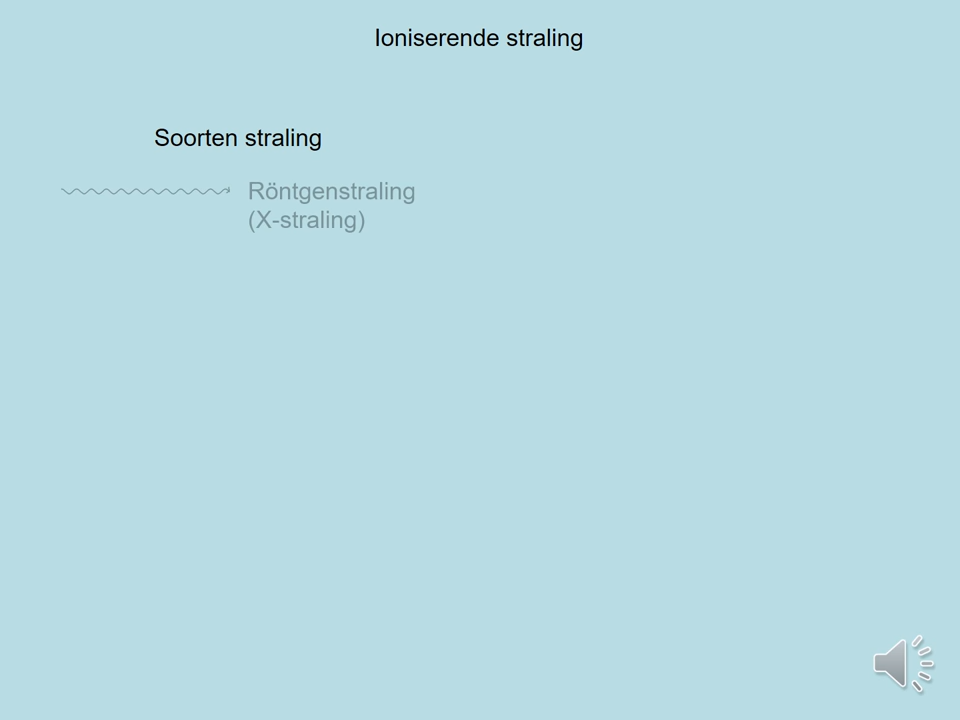 Ioniserende straling
Soorten straling
Röntgenstraling
(X-straling)